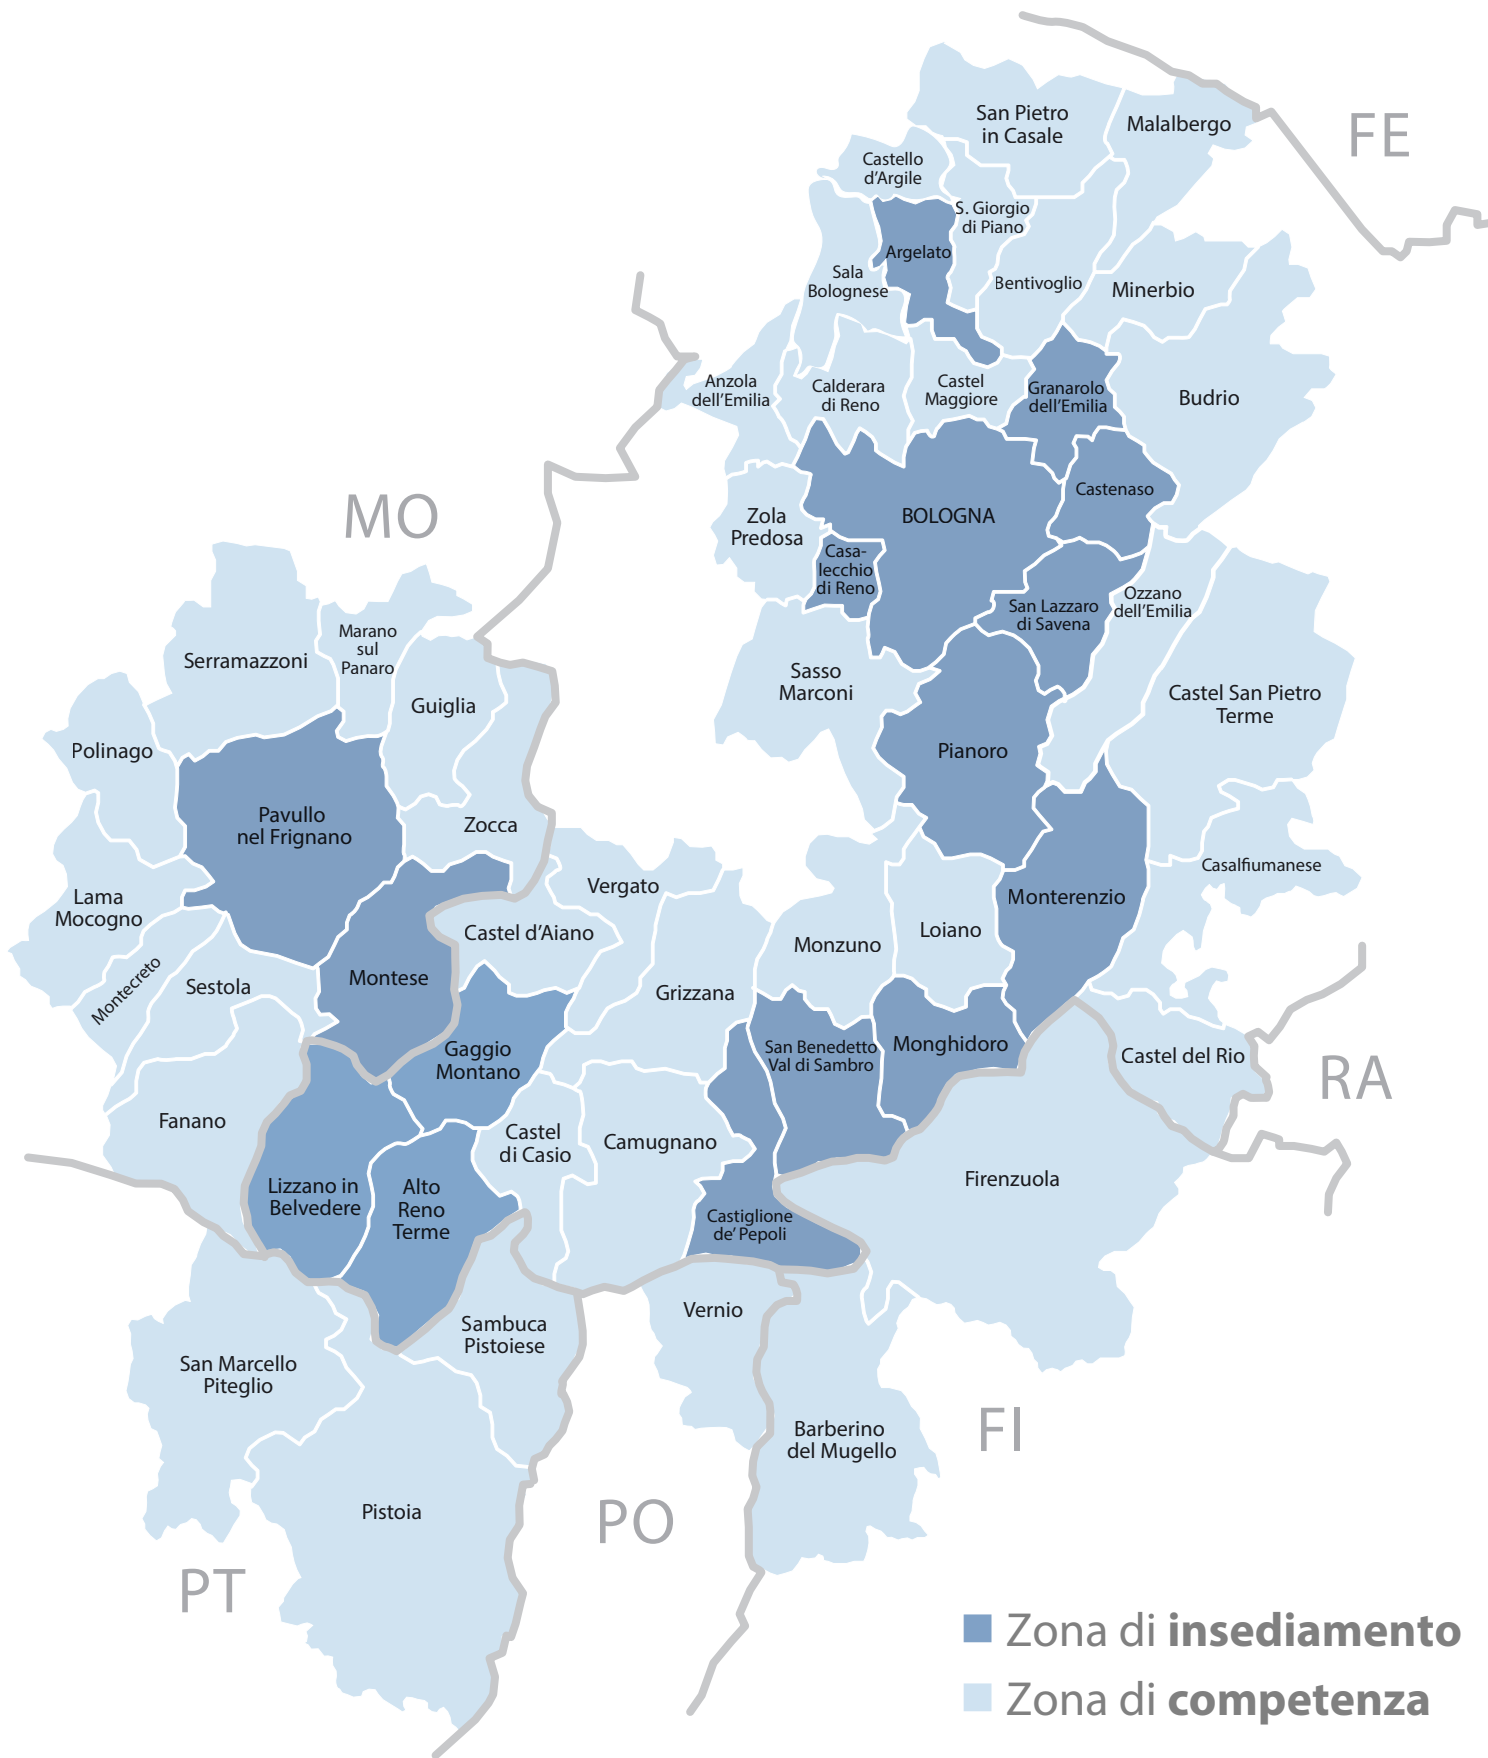 San Pietro
in Casale
Malalbergo
FE
Castello
d'Argile
S. Giorgio
di Piano
Argelato
Sala
Bolognese
Bentivoglio
Minerbio
Anzola
dell'Emilia
Calderara
di Reno
Castel
Maggiore
Granarolo
dell'Emilia
Budrio
MO
Zola
Predosa
BOLOGNA
Castenaso
Casa-
lecchio
di Reno
San Lazzaro
di Savena
Ozzano
dell'Emilia
Serramazzoni
Marano
sul
Panaro
Guiglia
Sasso
Marconi
Castel San Pietro
Terme
Polinago
Pianoro
Pavullo
nel Frignano
Zocca
Casalfiumanese
Lama
Mocogno
Vergato
Monterenzio
Castel d'Aiano
Monzuno
Loiano
Montecreto
Sestola
Montese
Grizzana
Gaggio
Montano
San Benedetto
Val di Sambro
Monghidoro
Castel del Rio
RA
Fanano
Castel
di Casio
Camugnano
Firenzuola
Lizzano in
Belvedere
Alto
Reno
Terme
Castiglione
de' Pepoli
Vernio
Sambuca
Pistoiese
San Marcello
Piteglio
Barberino
del Mugello
FI
Pistoia
PO
PT
Zona di insediamento
Zona di competenza